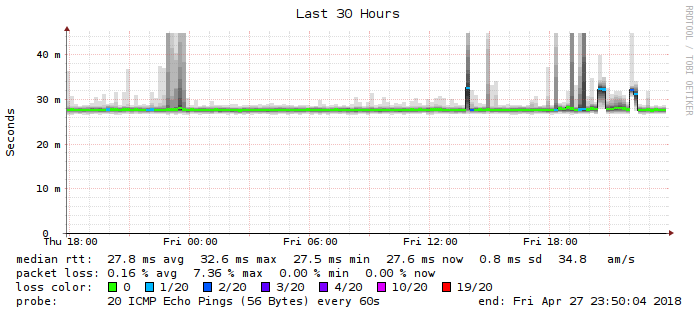 Last 30 Hours
RRDTOOL / TOBI OETIKER
Seconds
40 m
30 m
20 m
10 m
0
Thu 18:00 Fri 00:00 Fri 06:00 Fri 12:00 Fri 18:00
median rtt: 27.8 ms avg 32.6 ms max 27.5 ms min 27.6 ms now 0.8 ms sd 34.8 am/s
packet loss: 0.16 % avg 7.36 % max 0.00 % min 0.00 % now
loss color: 0 1/20 2/20 3/20 4/20 10/20 19/20
probe: 20 ICMP Echo Pings (56 Bytes) every 60s end: Fri Apr 27 23:50:04 2018